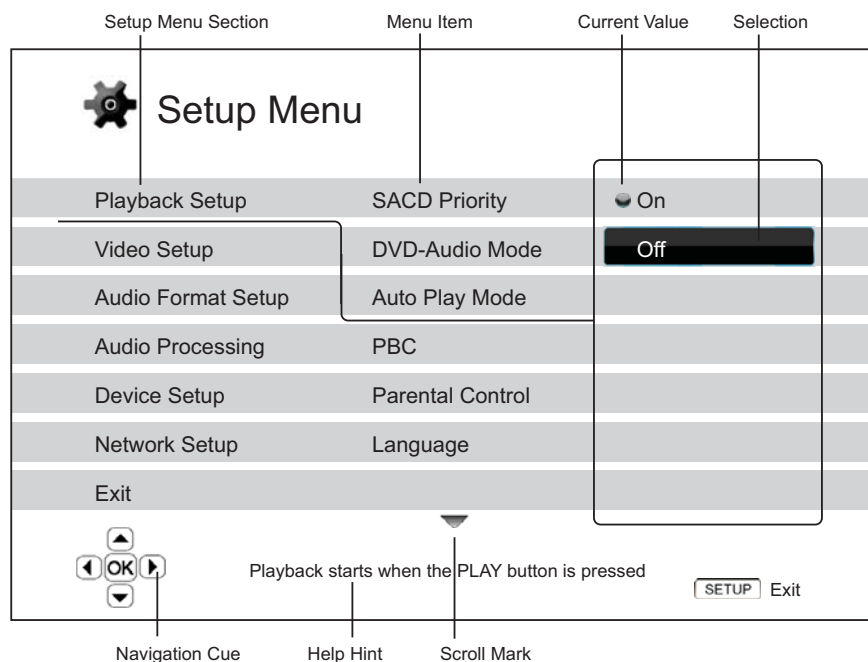 Setup Menu Section Menu Item Current Value Selection
Setup Menu
Playback Setup SACD Priority On
Video Setup DVD-Audio Mode Off
Audio Format Setup Auto Play Mode
Audio Processing PBC
Device Setup Parental Control
Network Setup Language
Exit
OK Playback starts when the PLAY button is pressed
SETUP Exit
Navigation Cue Help Hint Scroll Mark